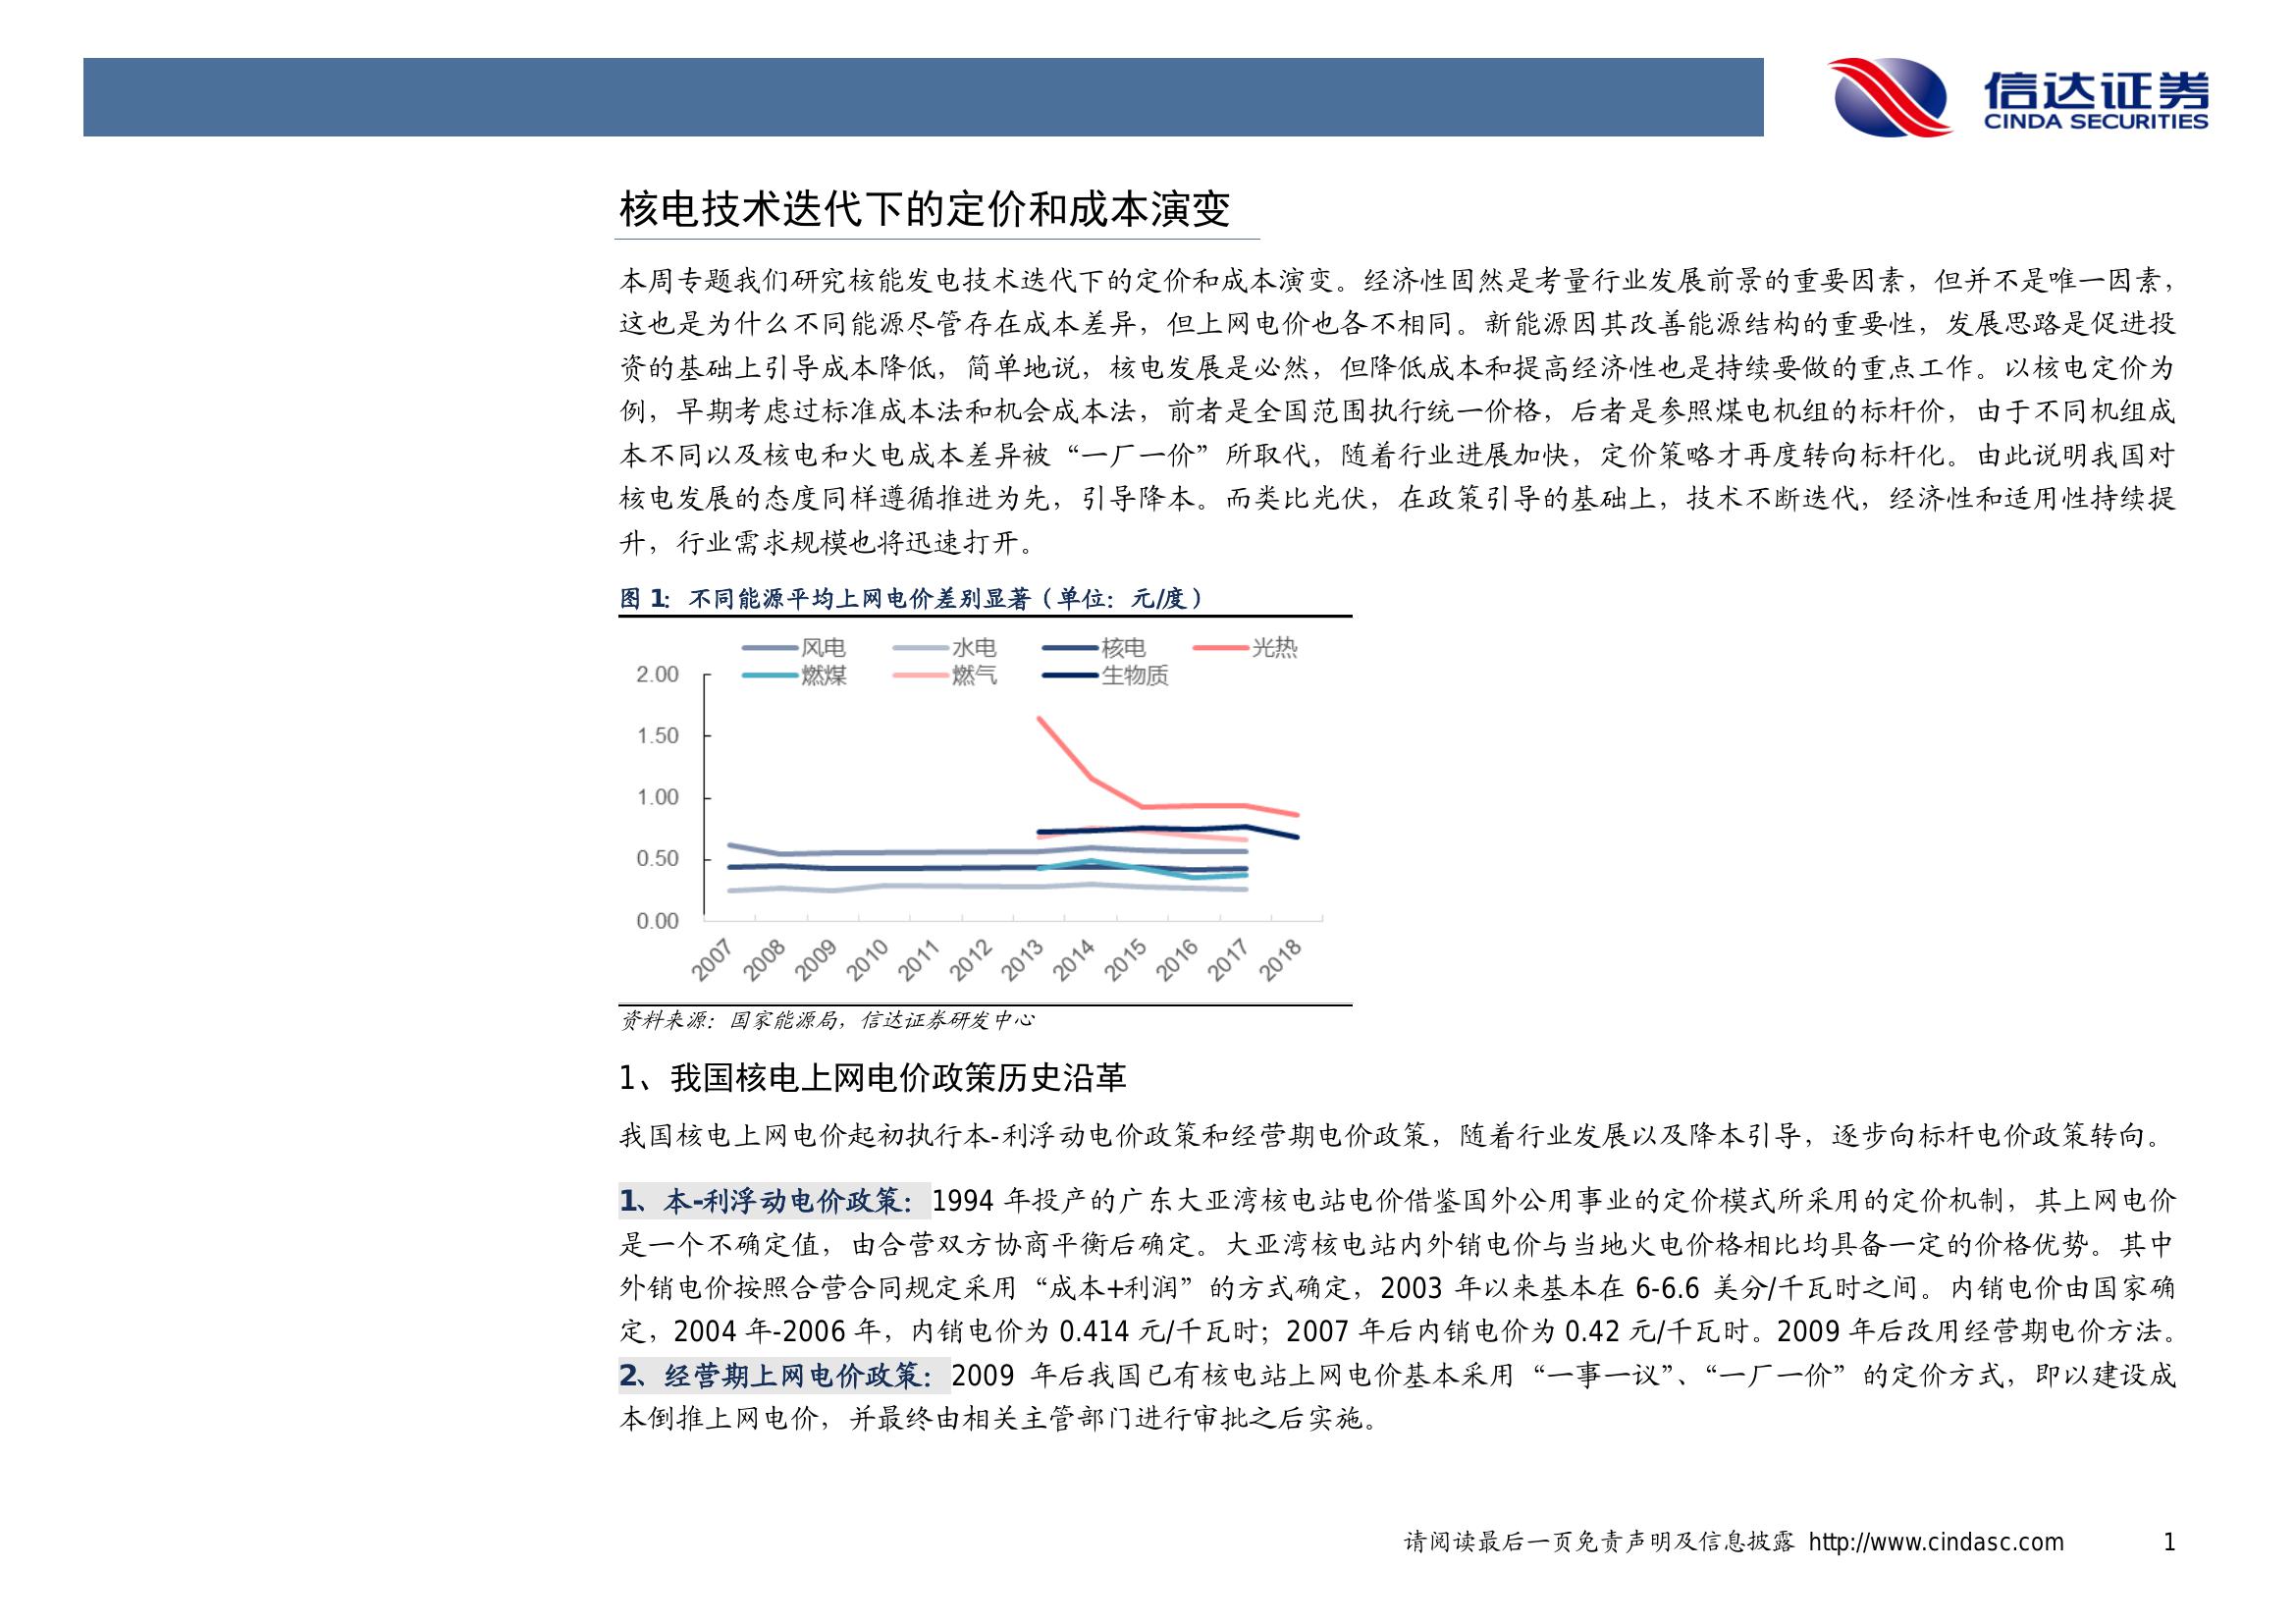 信达证券
CINDA SECURITIES
核电技术迭代下的定价和成本演变
本周专题我们研究核能发电技术迭代下的定价和成本演变。经济性固然是考量行业发展前景的重要因素，但并不是唯一因素，
这也是为什么不同能源尽管存在成本差异，但上网电价也各不相同。新能源因其改善能源结构的重要性，发展思路是促进投
资的基础上引导成本降低，简单地说，核电发展是必然，但降低成本和提高经济性也是持续要做的重点工作。以核电定价为
例，早期考虑过标准成本法和机会成本法，前者是全国范围执行统一价格，后者是参照煤电机组的标杆价，由于不同机组成
本不同以及核电和火电成本差异被“一厂一价”所取代，随着行业进展加快，定价策略才再度转向标杆化。由此说明我国对
核电发展的态度同样遵循推进为先，引导降本。而类比光伏，在政策引导的基础上，技术不断迭代，经济性和适用性持续提
升，行业需求规模也将迅速打开。
图 1：不同能源平均上网电价差别显著（单位：元/度）
风电 水电 核电 光热
燃煤 燃气 生物质
2.00
1.50
1.00
0.50
0.00
2007 2008 2009 2010 2011 2012 2013 2014 2015 2016 2017 2018
资料来源：国家能源局，信达证券研发中心
1、我国核电上网电价政策历史沿革
我国核电上网电价起初执行本-利浮动电价政策和经营期电价政策，随着行业发展以及降本引导，逐步向标杆电价政策转向。
1、本-利浮动电价政策：1994 年投产的广东大亚湾核电站电价借鉴国外公用事业的定价模式所采用的定价机制，其上网电价
是一个不确定值，由合营双方协商平衡后确定。大亚湾核电站内外销电价与当地火电价格相比均具备一定的价格优势。其中
外销电价按照合营合同规定采用“成本+利润”的方式确定，2003 年以来基本在 6-6.6 美分/千瓦时之间。内销电价由国家确
定，2004 年-2006 年，内销电价为 0.414 元/千瓦时；2007 年后内销电价为 0.42 元/千瓦时。2009 年后改用经营期电价方法。
2、经营期上网电价政策：2009 年后我国已有核电站上网电价基本采用“一事一议”、“一厂一价”的定价方式，即以建设成
本倒推上网电价，并最终由相关主管部门进行审批之后实施。
请阅读最后一页免责声明及信息披露 http://www.cindasc.com 1